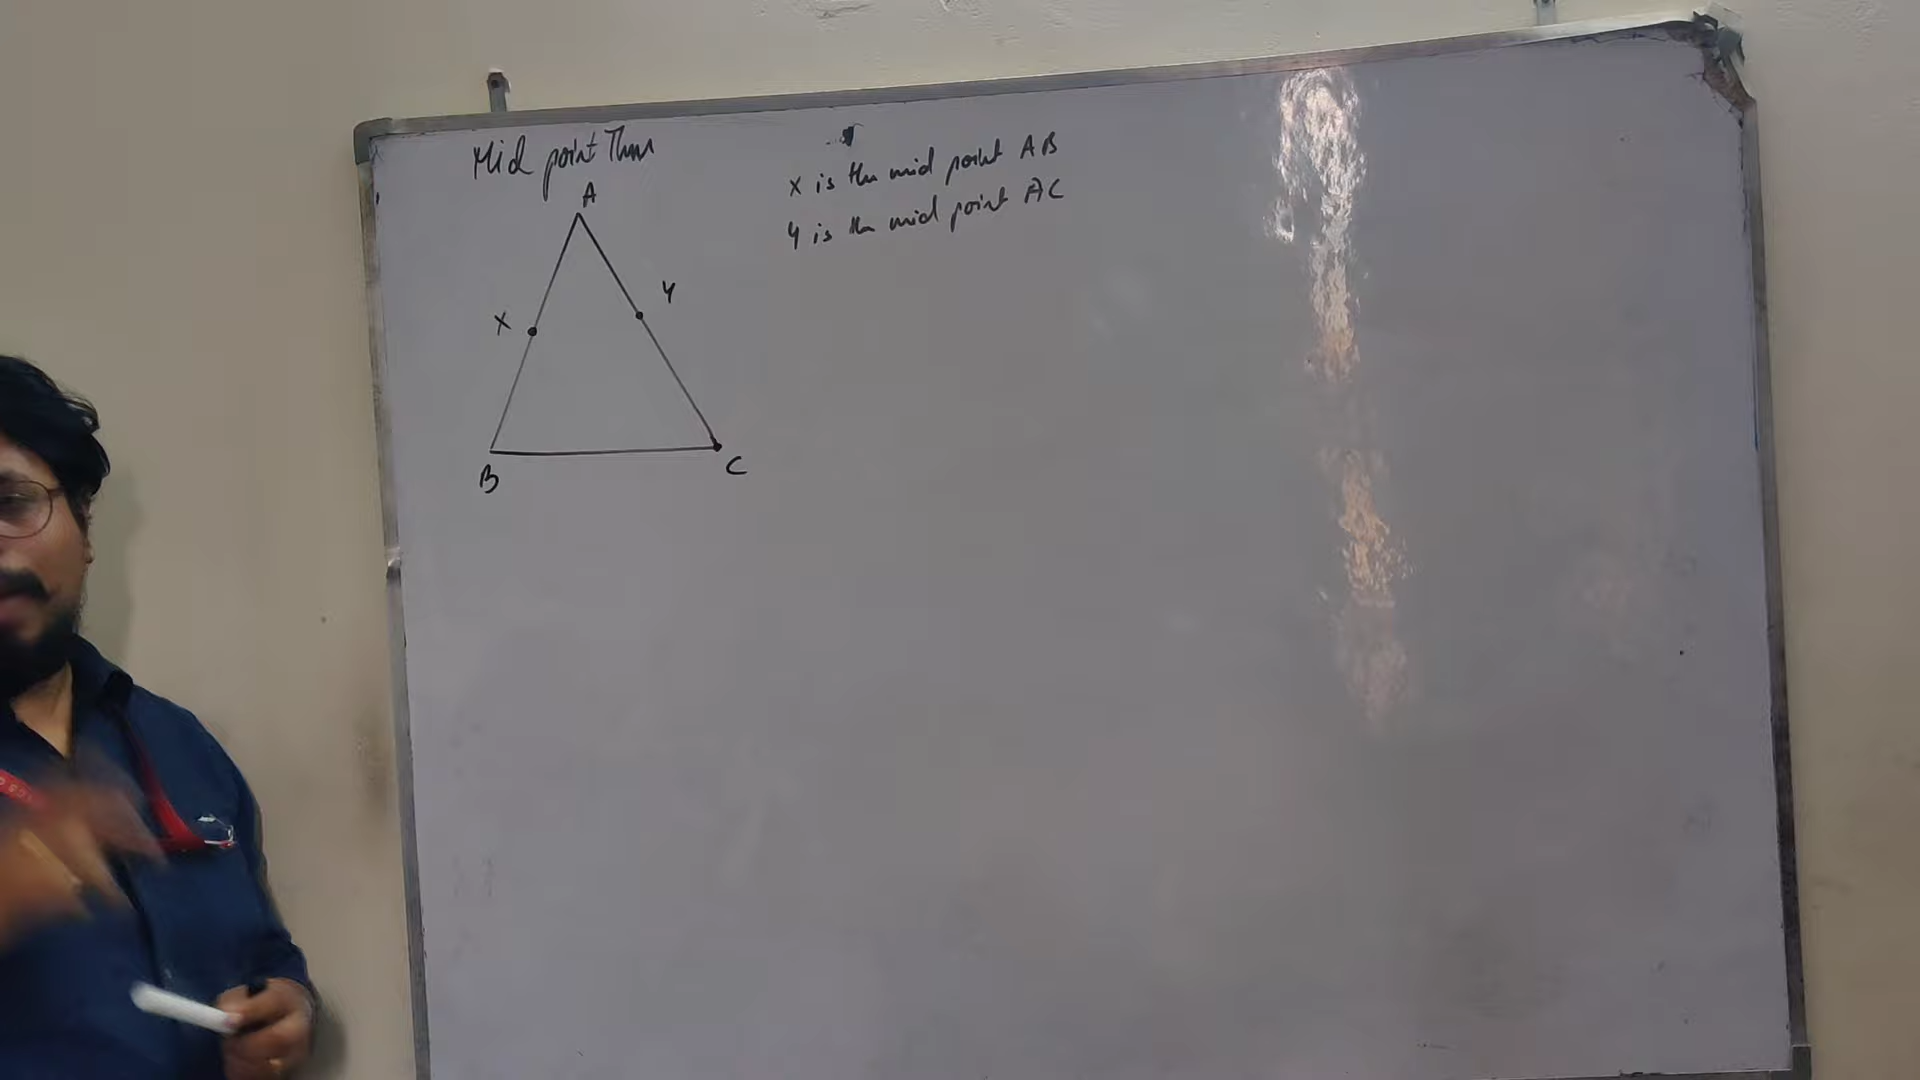 Mid point Thm
X is the mid point AB
Y is the mid point AC
A
X
Y
B
C